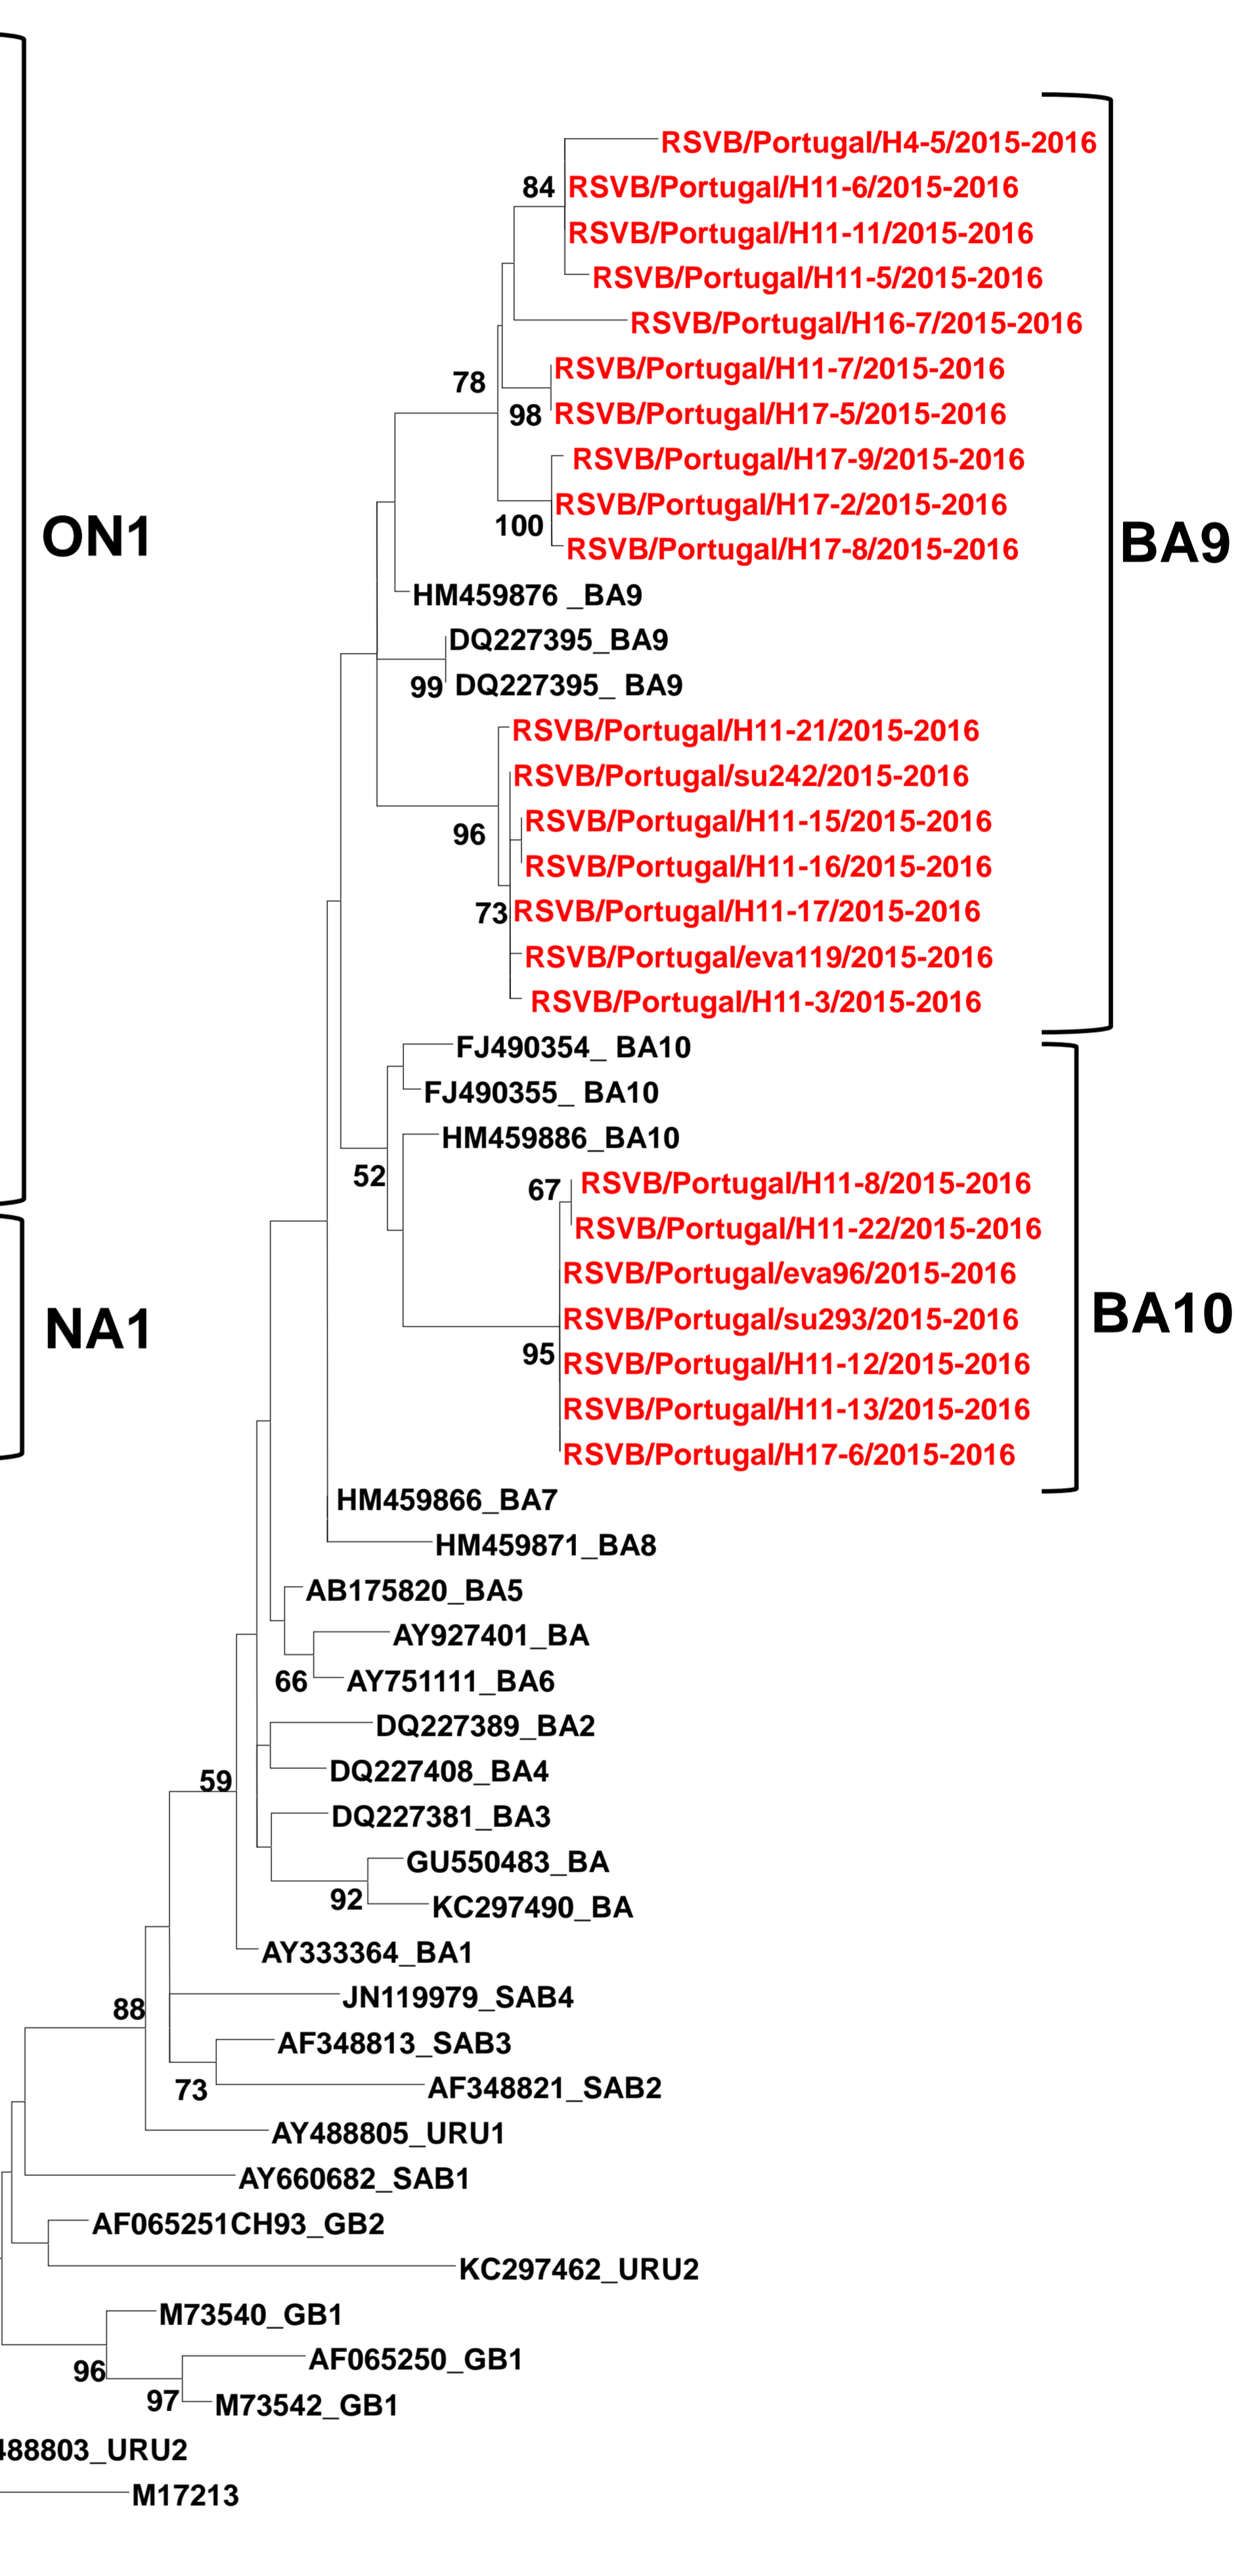 RSVB/Portugal/H4-5/2015-2016
84
RSVB/Portugal/H11-6/2015-2016
RSVB/Portugal/H11-11/2015-2016
RSVB/Portugal/H11-5/2015-2016
RSVB/Portugal/H16-7/2015-2016
RSVB/Portugal/H11-7/2015-2016
78
98
RSVB/Portugal/H17-5/2015-2016
RSVB/Portugal/H17-9/2015-2016
RSVB/Portugal/H17-2/2015-2016
100
ON1
BA9
RSVB/Portugal/H17-8/2015-2016
HM459876 _BA9
DQ227395_BA9
99
DQ227395_ BA9
RSVB/Portugal/H11-21/2015-2016
RSVB/Portugal/su242/2015-2016
RSVB/Portugal/H11-15/2015-2016
96
RSVB/Portugal/H11-16/2015-2016
73
RSVB/Portugal/H11-17/2015-2016
RSVB/Portugal/eva119/2015-2016
RSVB/Portugal/H11-3/2015-2016
FJ490354_ BA10
FJ490355_ BA10
HM459886_BA10
52
67
RSVB/Portugal/H11-8/2015-2016
RSVB/Portugal/H11-22/2015-2016
RSVB/Portugal/eva96/2015-2016
NA1
BA10
RSVB/Portugal/su293/2015-2016
95
RSVB/Portugal/H11-12/2015-2016
RSVB/Portugal/H11-13/2015-2016
RSVB/Portugal/H17-6/2015-2016
HM459866_BA7
HM459871_BA8
AB175820_BA5
AY927401_BA
66
AY751111_BA6
DQ227389_BA2
59
DQ227408_BA4
DQ227381_BA3
GU550483_BA
92
KC297490_BA
AY333364_BA1
JN119979_SAB4
88
AF348813_SAB3
73
AF348821_SAB2
AY488805_URU1
AY660682_SAB1
AF065251CH93_GB2
KC297462_URU2
M73540_GB1
96
AF065250_GB1
97
M73542_GB1
488803_URU2
M17213